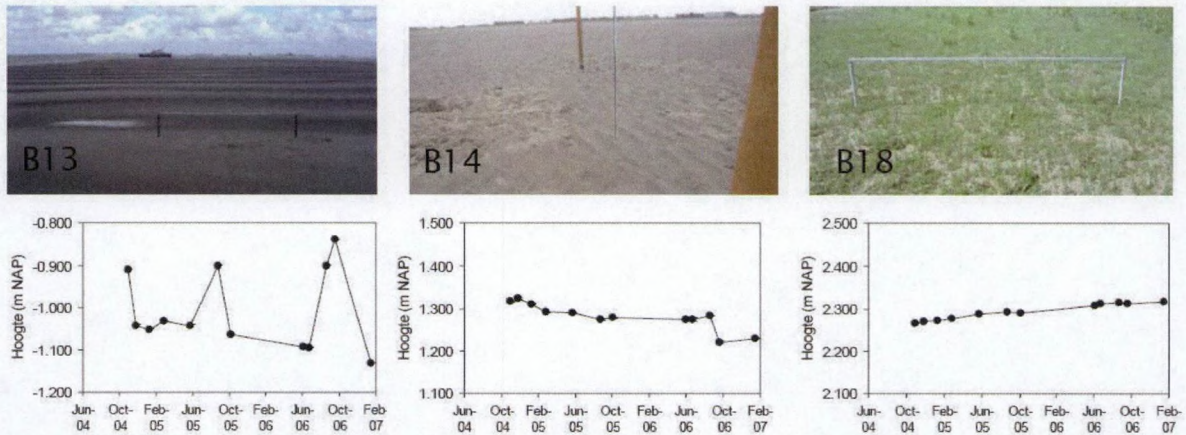 B13
B14
B18
-0.800
-0.900
-1.000
-1.100
-1.200
Hoogte (m NAP)
Jun-04 Oct-04 Feb-05 Jun-05 Oct-05 Feb-06 Jun-06 Oct-06 Feb-07
1.500
1.400
1.300
1.200
1.100
Hoogte (m NAP)
Jun-04 Oct-04 Feb-05 Jun-05 Oct-05 Feb-06 Jun-06 Oct-06 Feb-07
2.500
2.400
2.300
2.200
2.100
Hoogte (m NAP)
Jun-04 Oct-04 Feb-05 Jun-05 Oct-05 Feb-06 Jun-06 Oct-06 Feb-07